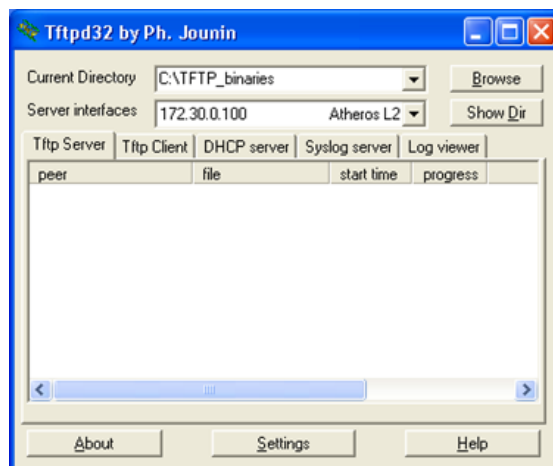 Tftpd32 by Ph. Jounin
Current Directory C:\TFTP_binaries Browse
Server interfaces 172.30.0.100 Atheros L2 Show Dir
Tftp Server Tftp Client DHCP server Syslog server Log viewer
peer file start time progress
About Settings Help